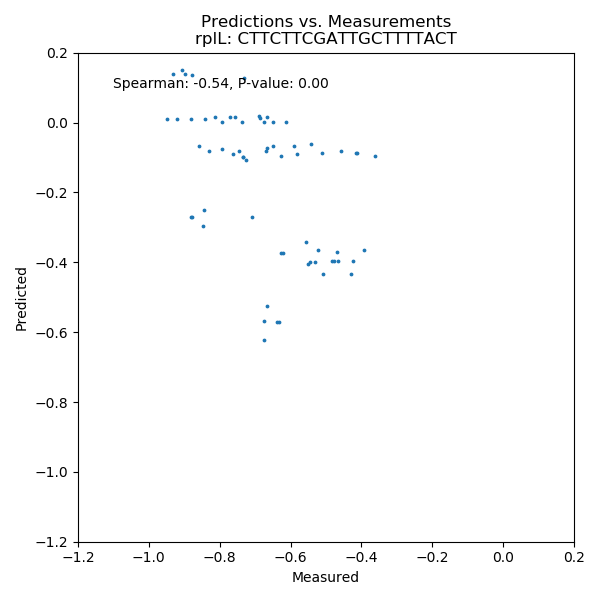 Predictions vs. Measurements
rplL: CTTCTTCGATTGCTTTTACT
Spearman: -0.54, P-value: 0.00
0.2
0.0
−0.2
−0.4
−0.6
−0.8
−1.0
−1.2
Predicted
−1.2 −1.0 −0.8 −0.6 −0.4 −0.2 0.0 0.2
Measured